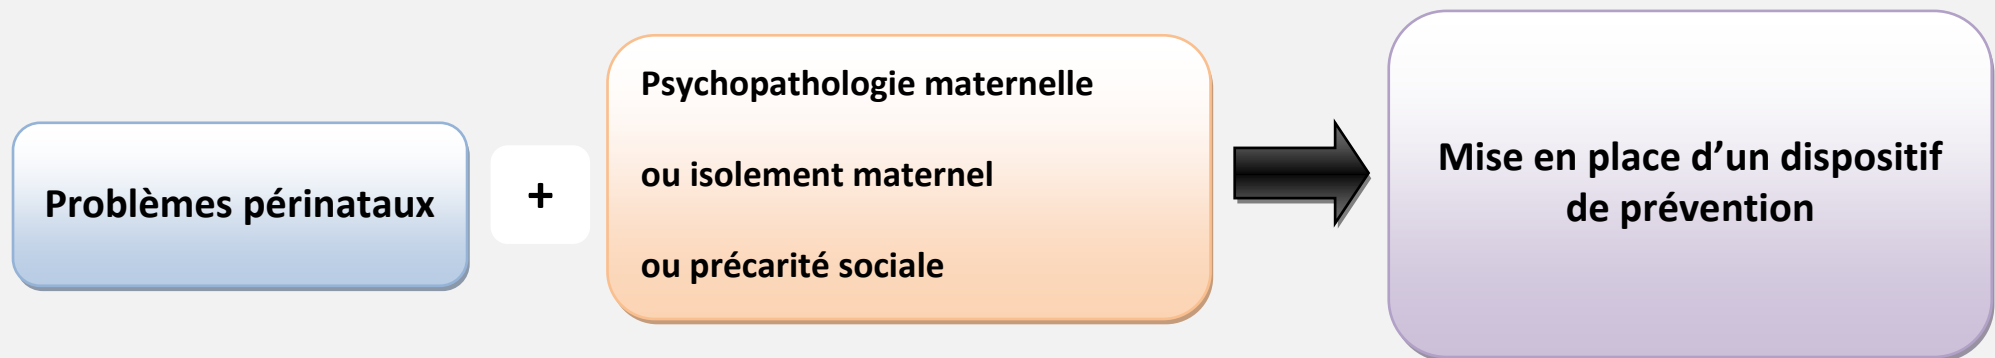 Problèmes périnataux
+
Psychopathologie maternelle
ou isolement maternel
ou précarité sociale
Mise en place d’un dispositif
de prévention